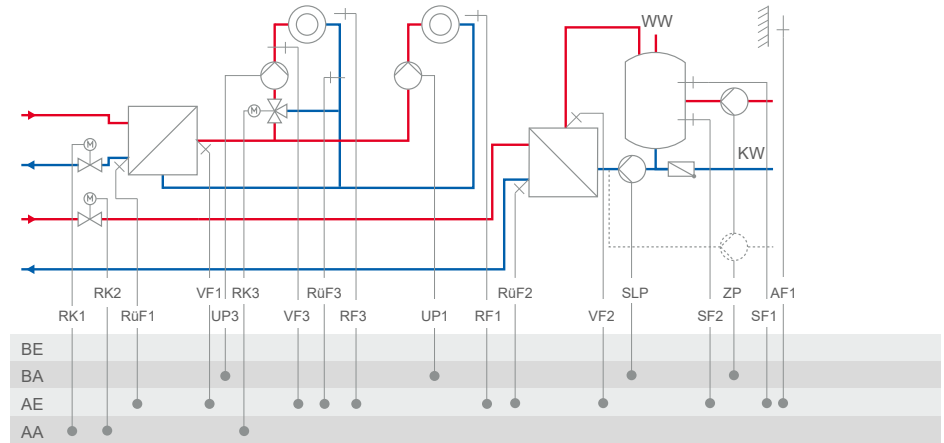 WW
M
M
KW
M
RK2 VF1 RK3 RüF3 RüF2 SLP ZP AF1
RK1 RüF1 UP3 VF3 RF3 UP1 RF1 VF2 SF2 SF1
BE
BA
AE
AA